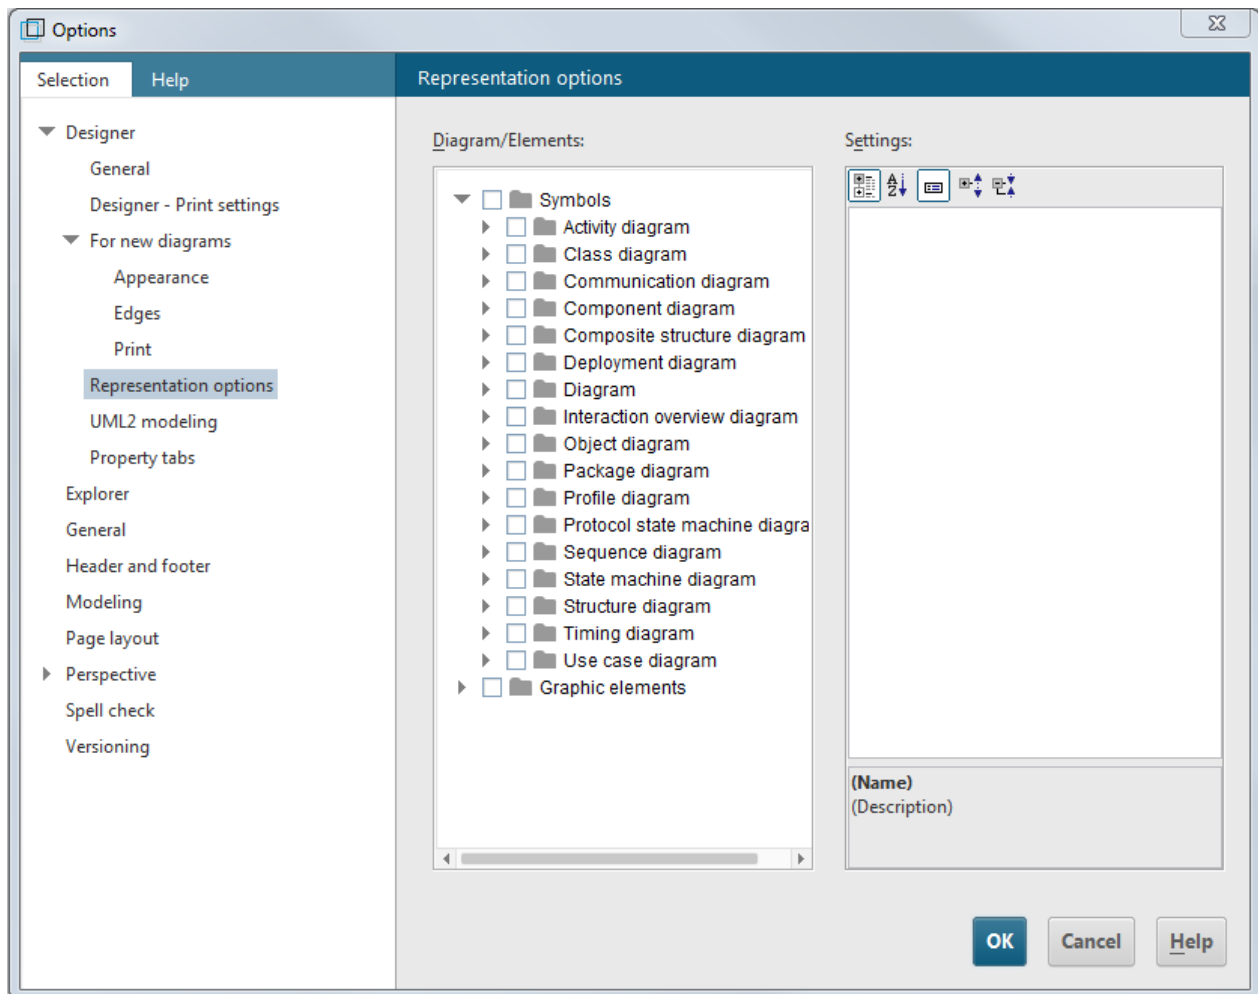 Options
Selection
Help
Designer
General
Designer - Print settings
For new diagrams
Appearance
Edges
Print
Representation options
UML2 modeling
Property tabs
Explorer
General
Header and footer
Modeling
Page layout
Perspective
Spell check
Versioning
Representation options
Diagram/Elements:
Symbols
Activity diagram
Class diagram
Communication diagram
Component diagram
Composite structure diagram
Deployment diagram
Diagram
Interaction overview diagram
Object diagram
Package diagram
Profile diagram
Protocol state machine diagra
Sequence diagram
State machine diagram
Structure diagram
Timing diagram
Use case diagram
Graphic elements
Settings:
(Name)
(Description)
OK
Cancel
Help